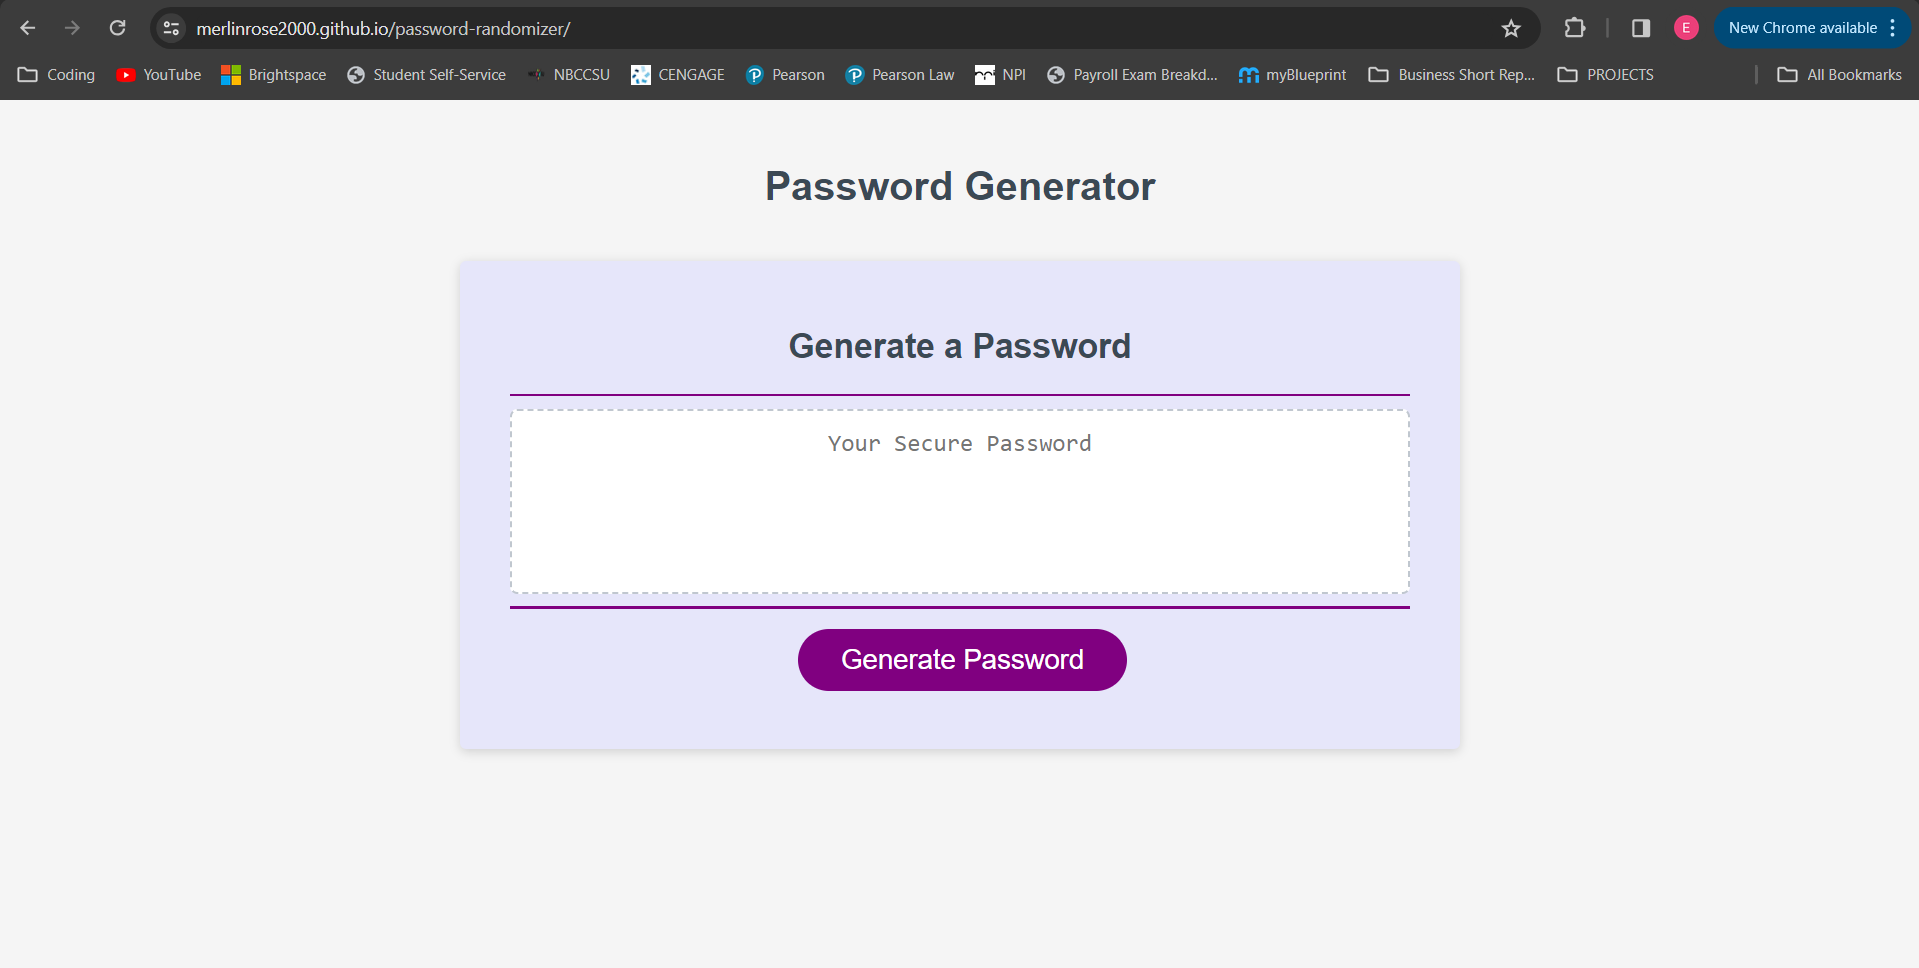 merlinrose2000.github.io/password-randomizer/
E
New Chrome available
Coding
YouTube
Brightspace
Student Self-Service
NBCCSU
CENGAGE
Pearson
Pearson Law
NPI
Payroll Exam Breakd...
myBlueprint
Business Short Rep...
PROJECTS
All Bookmarks
Password Generator
Generate a Password
Your Secure Password
Generate Password